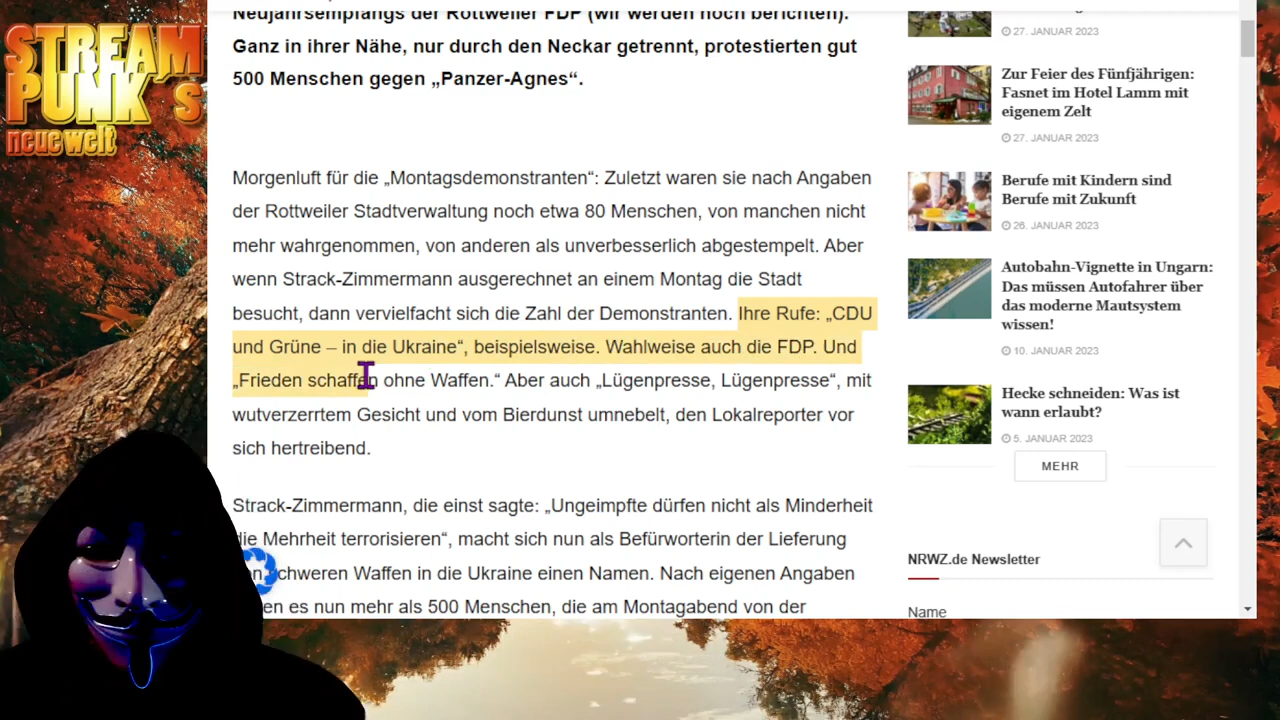 STREAM
PUNK´s
neuewelt
Neujahrsempfangs der Rottweiler FDP (wir werden noch berichten).
Ganz in ihrer Nähe, nur durch den Neckar getrennt, protestierten gut
500 Menschen gegen „Panzer-Agnes“.
Morgenluft für die „Montagsdemonstranten“: Zuletzt waren sie nach Angaben
der Rottweiler Stadtverwaltung noch etwa 80 Menschen, von manchen nicht
mehr wahrgenommen, von anderen als unverbesserlich abgestempelt. Aber
wenn Strack-Zimmermann ausgerechnet an einem Montag die Stadt
besucht, dann vervielfacht sich die Zahl der Demonstranten. Ihre Rufe: „CDU
und Grüne – in die Ukraine“, beispielsweise. Wahlweise auch die FDP. Und
„Frieden schaffen ohne Waffen.“ Aber auch „Lügenpresse, Lügenpresse“, mit
wutverzerrtem Gesicht und vom Bierdunst umnebelt, den Lokalreporter vor
sich hertreibend.
Strack-Zimmermann, die einst sagte: „Ungeimpfte dürfen nicht als Minderheit
die Mehrheit terrorisieren“, macht sich nun als Befürworterin der Lieferung
schweren Waffen in die Ukraine einen Namen. Nach eigenen Angaben
es nun mehr als 500 Menschen, die am Montagabend von der
27. JANUAR 2023
Zur Feier des Fünfjährigen:
Fasnet im Hotel Lamm mit
eigenem Zelt
27. JANUAR 2023
Berufe mit Kindern sind
Berufe mit Zukunft
26. JANUAR 2023
Autobahn-Vignette in Ungarn:
Das müssen Autofahrer über
das moderne Mautsystem
wissen!
10. JANUAR 2023
Hecke schneiden: Was ist
wann erlaubt?
5. JANUAR 2023
MEHR
NRWZ.de Newsletter
Name